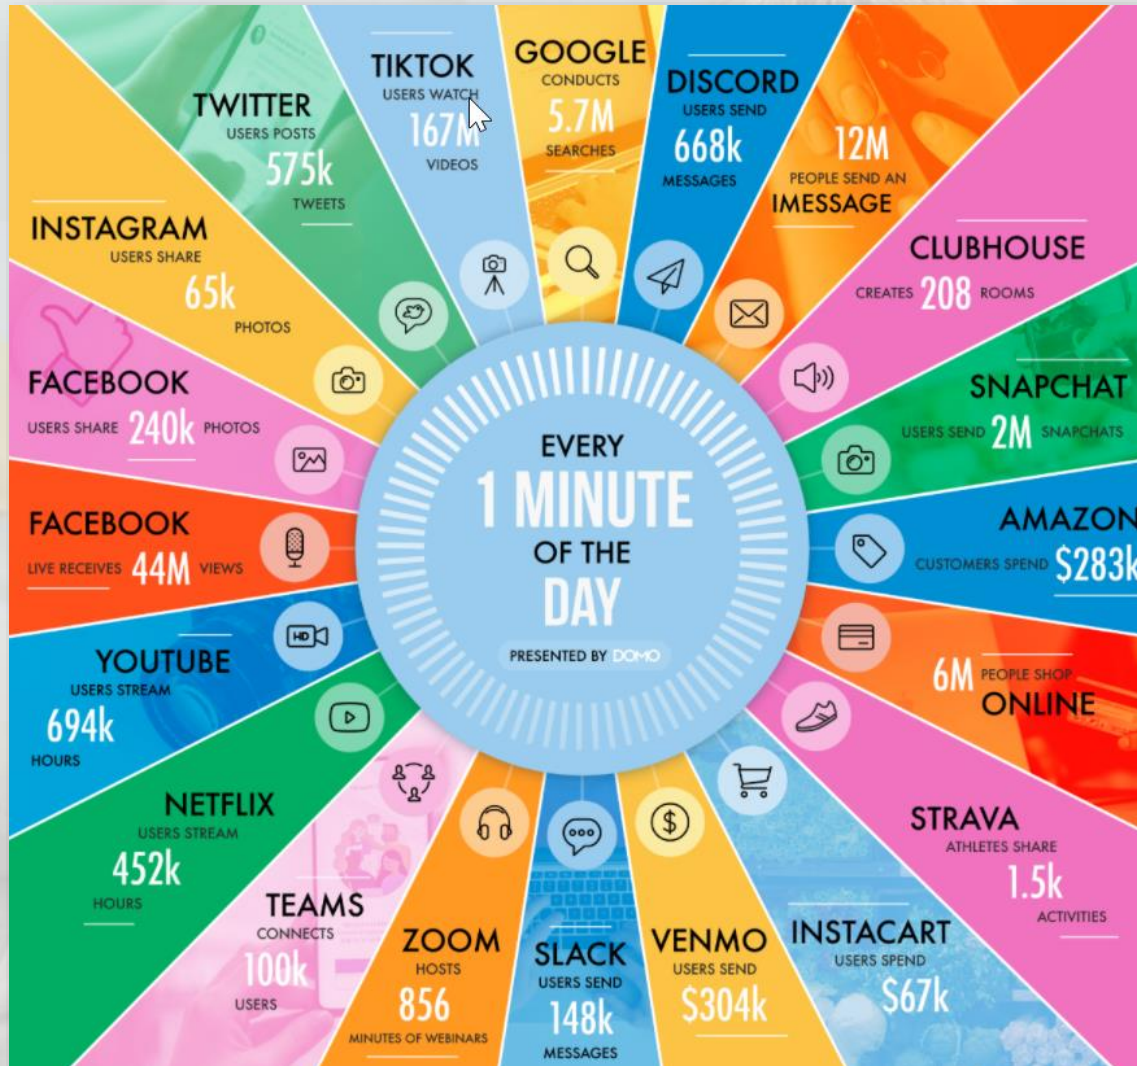 EVERY
1 MINUTE
OF THE
DAY
PRESENTED BY DOMO
GOOGLE
CONDUCTS
5.7M
SEARCHES
DISCORD
USERS SEND
668k
MESSAGES
12M
PEOPLE SEND AN
IMESSAGE
CLUBHOUSE
CREATES 208 ROOMS
SNAPCHAT
USERS SEND 2M SNAPCHATS
AMAZON
CUSTOMERS SPEND $283k
6M PEOPLE SHOP
ONLINE
STRAVA
ATHLETES SHARE
1.5k
ACTIVITIES
INSTACART
USERS SPEND
$67k
VENMO
USERS SEND
$304k
SLACK
USERS SEND
148k
MESSAGES
ZOOM
HOSTS
856
MINUTES OF WEBINARS
TEAMS
CONNECTS
100k
USERS
NETFLIX
USERS STREAM
452k
HOURS
YOUTUBE
USERS STREAM
694k
HOURS
HD
FACEBOOK
LIVE RECEIVES 44M VIEWS
FACEBOOK
USERS SHARE 240k PHOTOS
INSTAGRAM
USERS SHARE
65k
PHOTOS
TWITTER
USERS POSTS
575k
TWEETS
TIKTOK
USERS WATCH
167M
VIDEOS